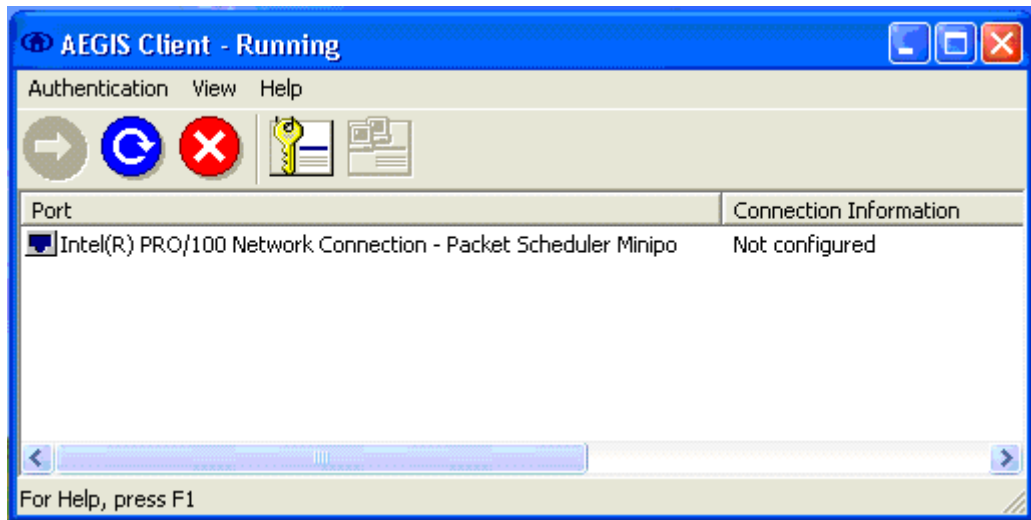 AEGIS Client - Running
Authentication View Help
Port Connection Information
Intel(R) PRO/100 Network Connection - Packet Scheduler Minipo Not configured
For Help, press F1